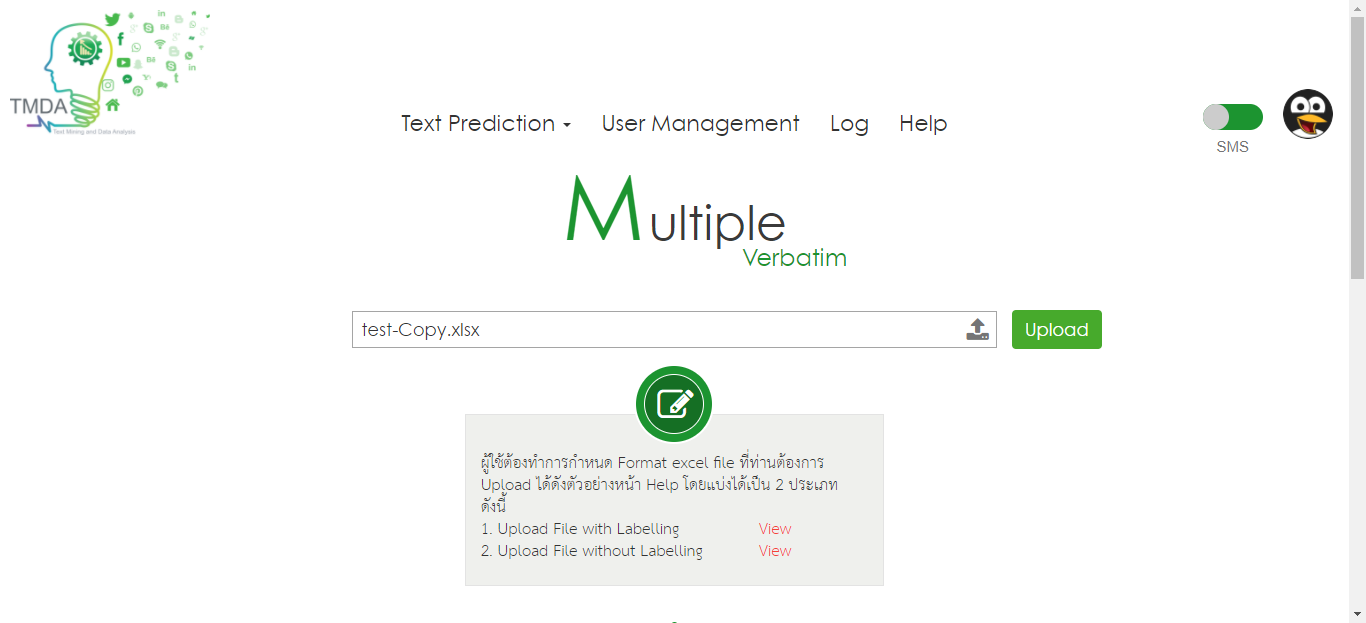 TMDA
Text Mining and Data Analysis
Text Prediction
User Management
Log
Help
SMS
Multiple
Verbatim
test-Copy.xlsx
Upload
ผู้ใช้ต้องทำการกำหนด Format excel file ที่ท่านต้องการ
Upload ได้ดังตัวอย่างหน้า Help โดยแบ่งได้เป็น 2 ประเภท
ดังนี้
1. Upload File with Labelling View
2. Upload File without Labelling View